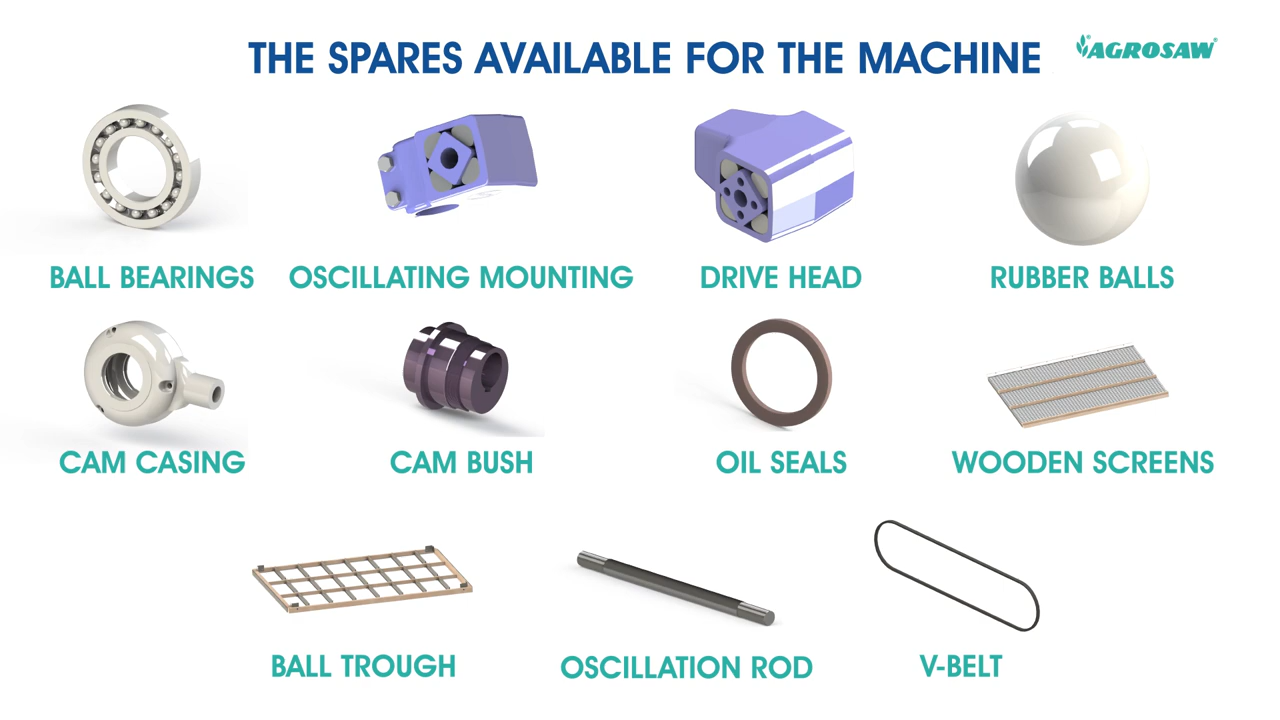 THE SPARES AVAILABLE FOR THE MACHINE
AGROSAW
BALL BEARINGS
OSCILLATING MOUNTING
DRIVE HEAD
RUBBER BALLS
CAM CASING
CAM BUSH
OIL SEALS
WOODEN SCREENS
BALL TROUGH
OSCILLATION ROD
V-BELT